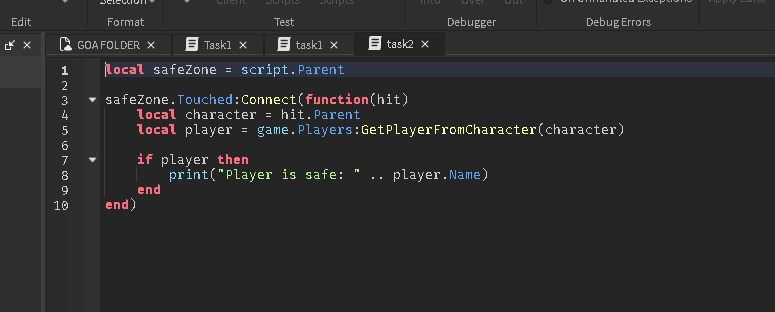 Selection
Client Scripts Scripts
Into Over Out
On Unhandled Exceptions
Apply Edits
Edit Format Test Debugger Debug Errors
GOA FOLDER × Task1 × task1 × task2 ×
1 local safeZone = script.Parent
2
3 safeZone.Touched:Connect(function(hit)
4 local character = hit.Parent
5 local player = game.Players:GetPlayerFromCharacter(character)
6
7 if player then
8 print("Player is safe: " .. player.Name)
9 end
10 end)